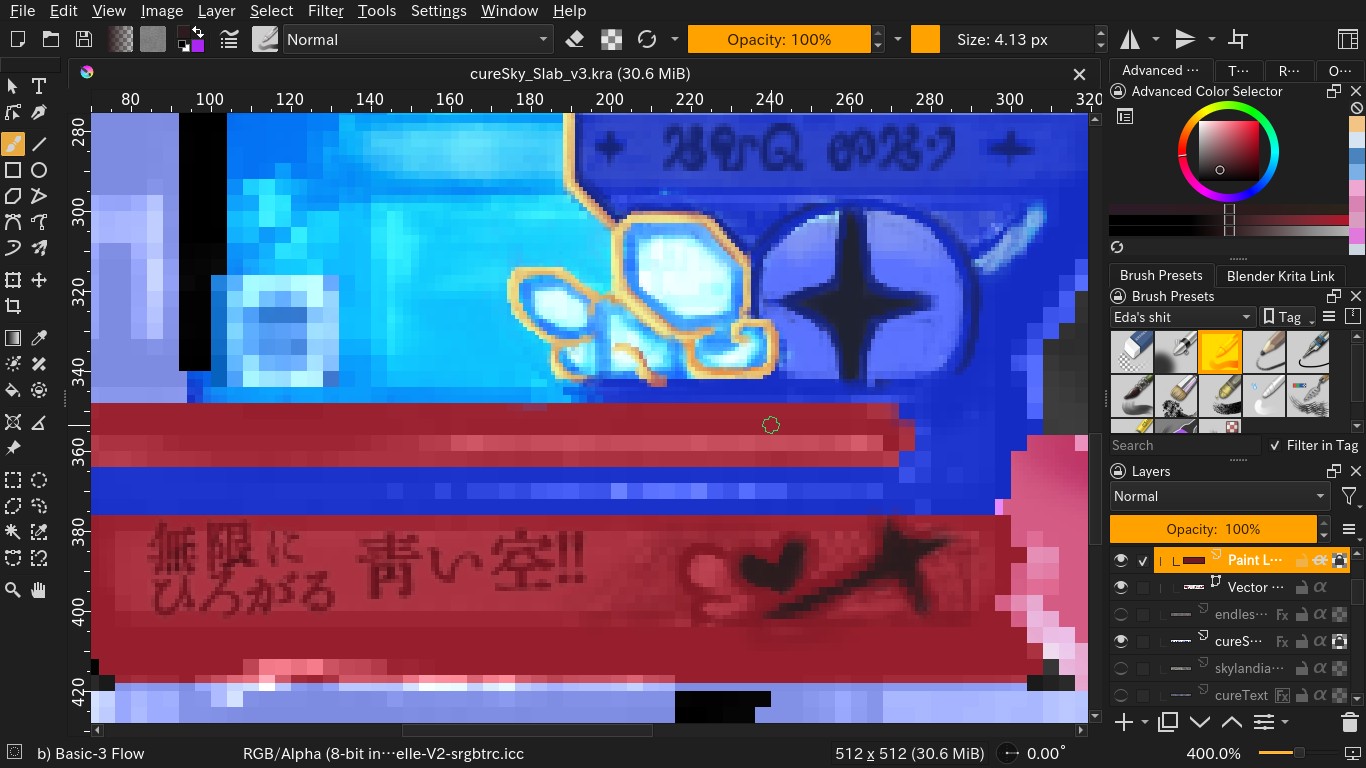 File Edit View Image Layer Select Filter Tools Settings Window Help
Normal Opacity: 100% Size: 4.13 px
cureSky_Slab_v3.kra (30.6 MiB)
Advanced ··· T··· R··· O···
Advanced Color Selector
80 100 120 140 160 180 200 220 240 260 280 300 320
280
300
320
340
360
380
400
420
無限に
ひろがる
青い空!!
Brush Presets Blender Krita Link
Brush Presets
Eda's shit Tag
Search Filter in Tag
Layers
Normal
Opacity: 100%
Paint L···
Vector ···
endles··· Fx
cureS··· Fx
skylandia···
cureText Fx
b) Basic-3 Flow RGB/Alpha (8-bit in···elle-V2-srgbtrc.icc 512 x 512 (30.6 MiB) 0.00° 400.0%